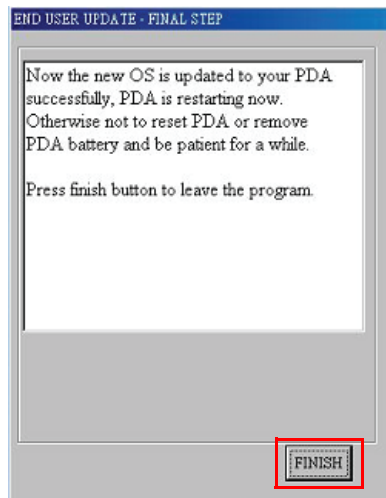 END USER UPDATE - FINAL STEP
Now the new OS is updated to your PDA
successfully, PDA is restarting now.
Otherwise not to reset PDA or remove
PDA battery and be patient for a while.
Press finish button to leave the program.
FINISH